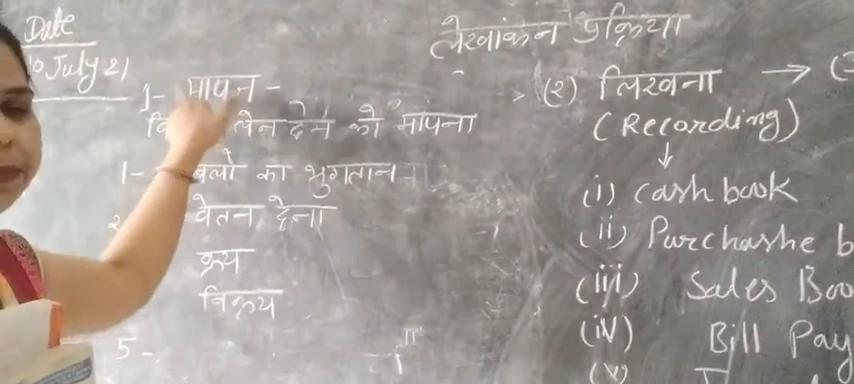 Date
10 July 21
लेखांकन प्रक्रिया
1- मापन -
लेन देन को मापना
1- बिलों का भुगतान
2 वेतन देना
क्रय
विक्रय
5 -
(२) लिखना →
(Recording)
↓
(i) Cash book
(ii) Purchashe b
(iii) Sales Boo
(iv) Bill Pay
(v)